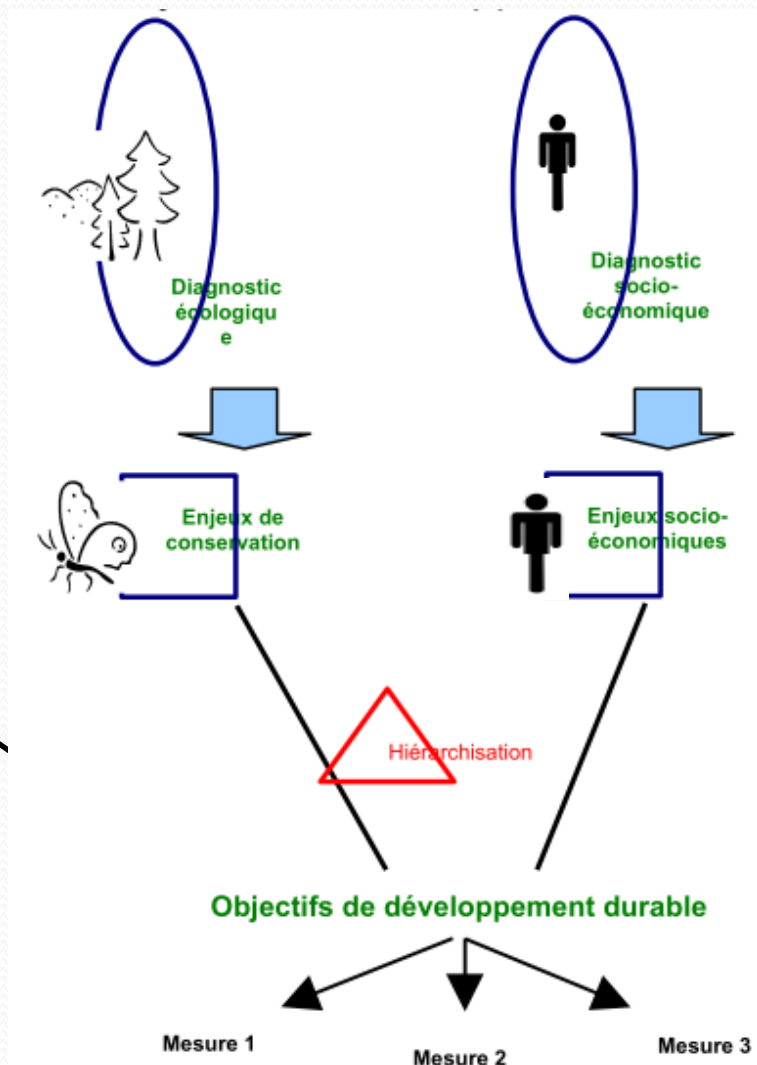 Diagnostic
écologiqu
e
Diagnostic
socio-
économique
Enjeux de
conservation
Enjeux socio-
économiques
Hiérarchisation
Objectifs de développement durable
Mesure 1
Mesure 2
Mesure 3